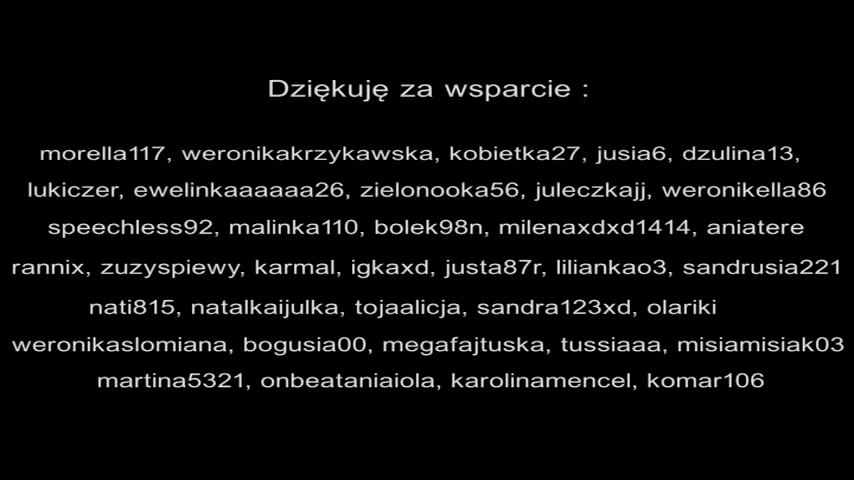 Dziękuję za wsparcie :
morella117, weronikakrzykawska, kobietka27, jusia6, dzulina13,
lukiczer, ewelinkaaaaaa26, zielonooka56, juleczkajj, weronikella86
speechless92, malinka110, bolek98n, milenaxdxd1414, aniatere
rannix, zuzyspiewy, karmal, igkaxd, justa87r, liliankao3, sandrusia221
nati815, natalkaijulka, tojaalicja, sandra123xd, olariki
weronikaslomiana, bogusia00, megafajtuska, tussiaaa, misiamisiak03
martina5321, onbeataniaiola, karolinamencel, komar106